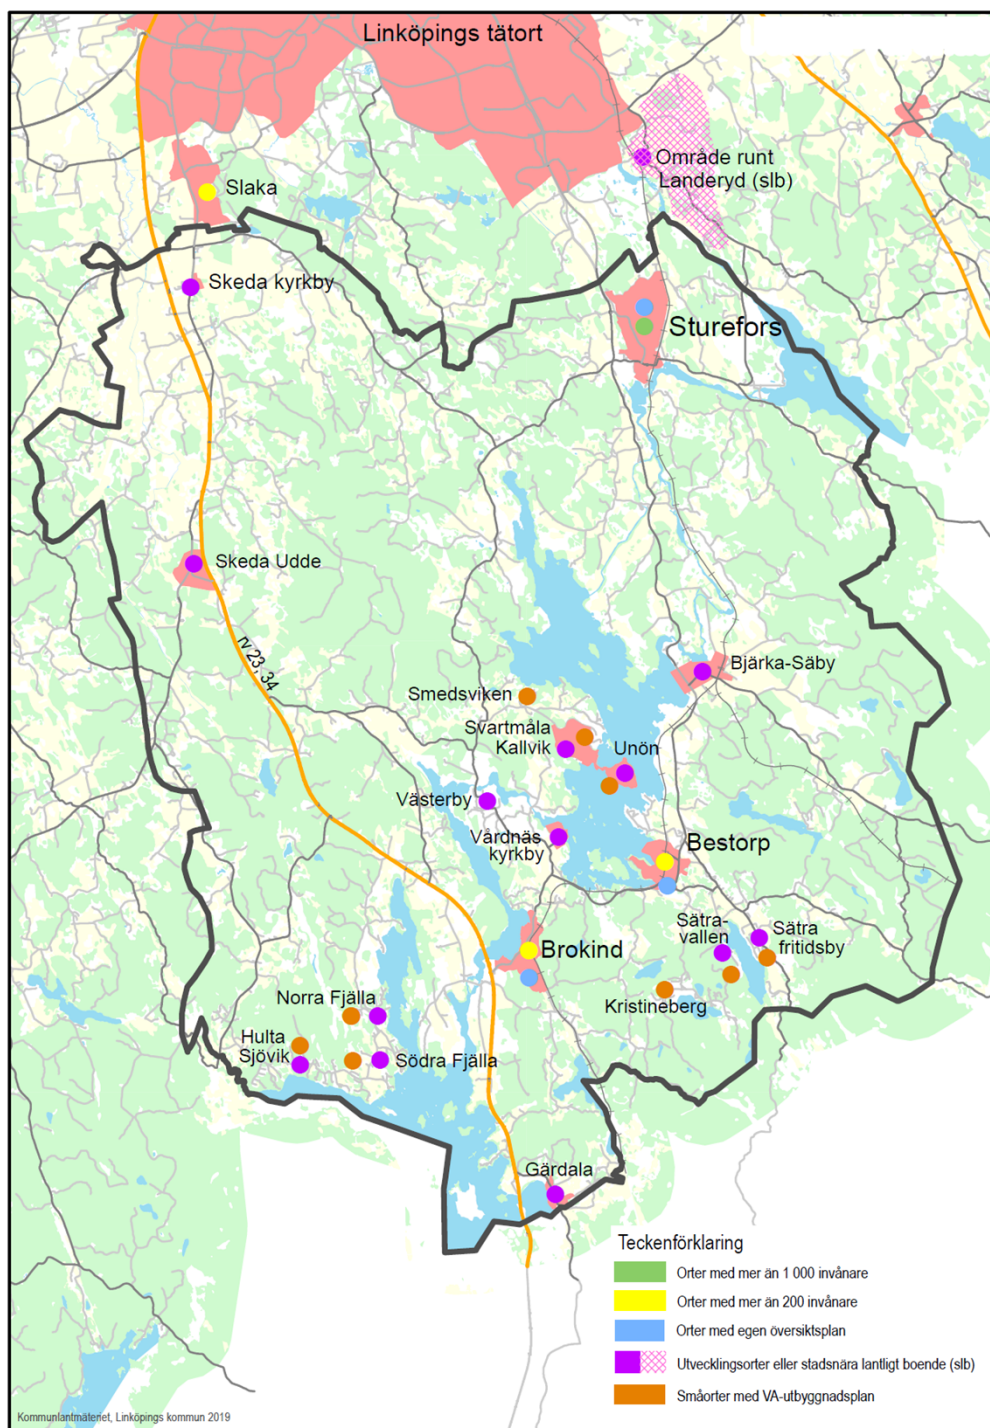 Linköpings tätort
Område runt
Landeryd (slb)
Slaka
Skeda kyrkby
Sturefors
Skeda Udde
rv 23, 34
Bjärka-Säby
Smedsviken
Svartmåla
Kallvik
Unön
Västerby
Vårdnäs
kyrkby
Bestorp
Sätra-
vallen
Sätra
fritidsby
Brokind
Kristineberg
Norra Fjälla
Hulta
Sjövik
Södra Fjälla
Gärdala
Teckenförklaring
Orter med mer än 1 000 invånare
Orter med mer än 200 invånare
Orter med egen översiktsplan
Utvecklingsorter eller stadsnära lantligt boende (slb)
Småorter med VA-utbyggnadsplan
Kommunlantmäteriet, Linköpings kommun 2019